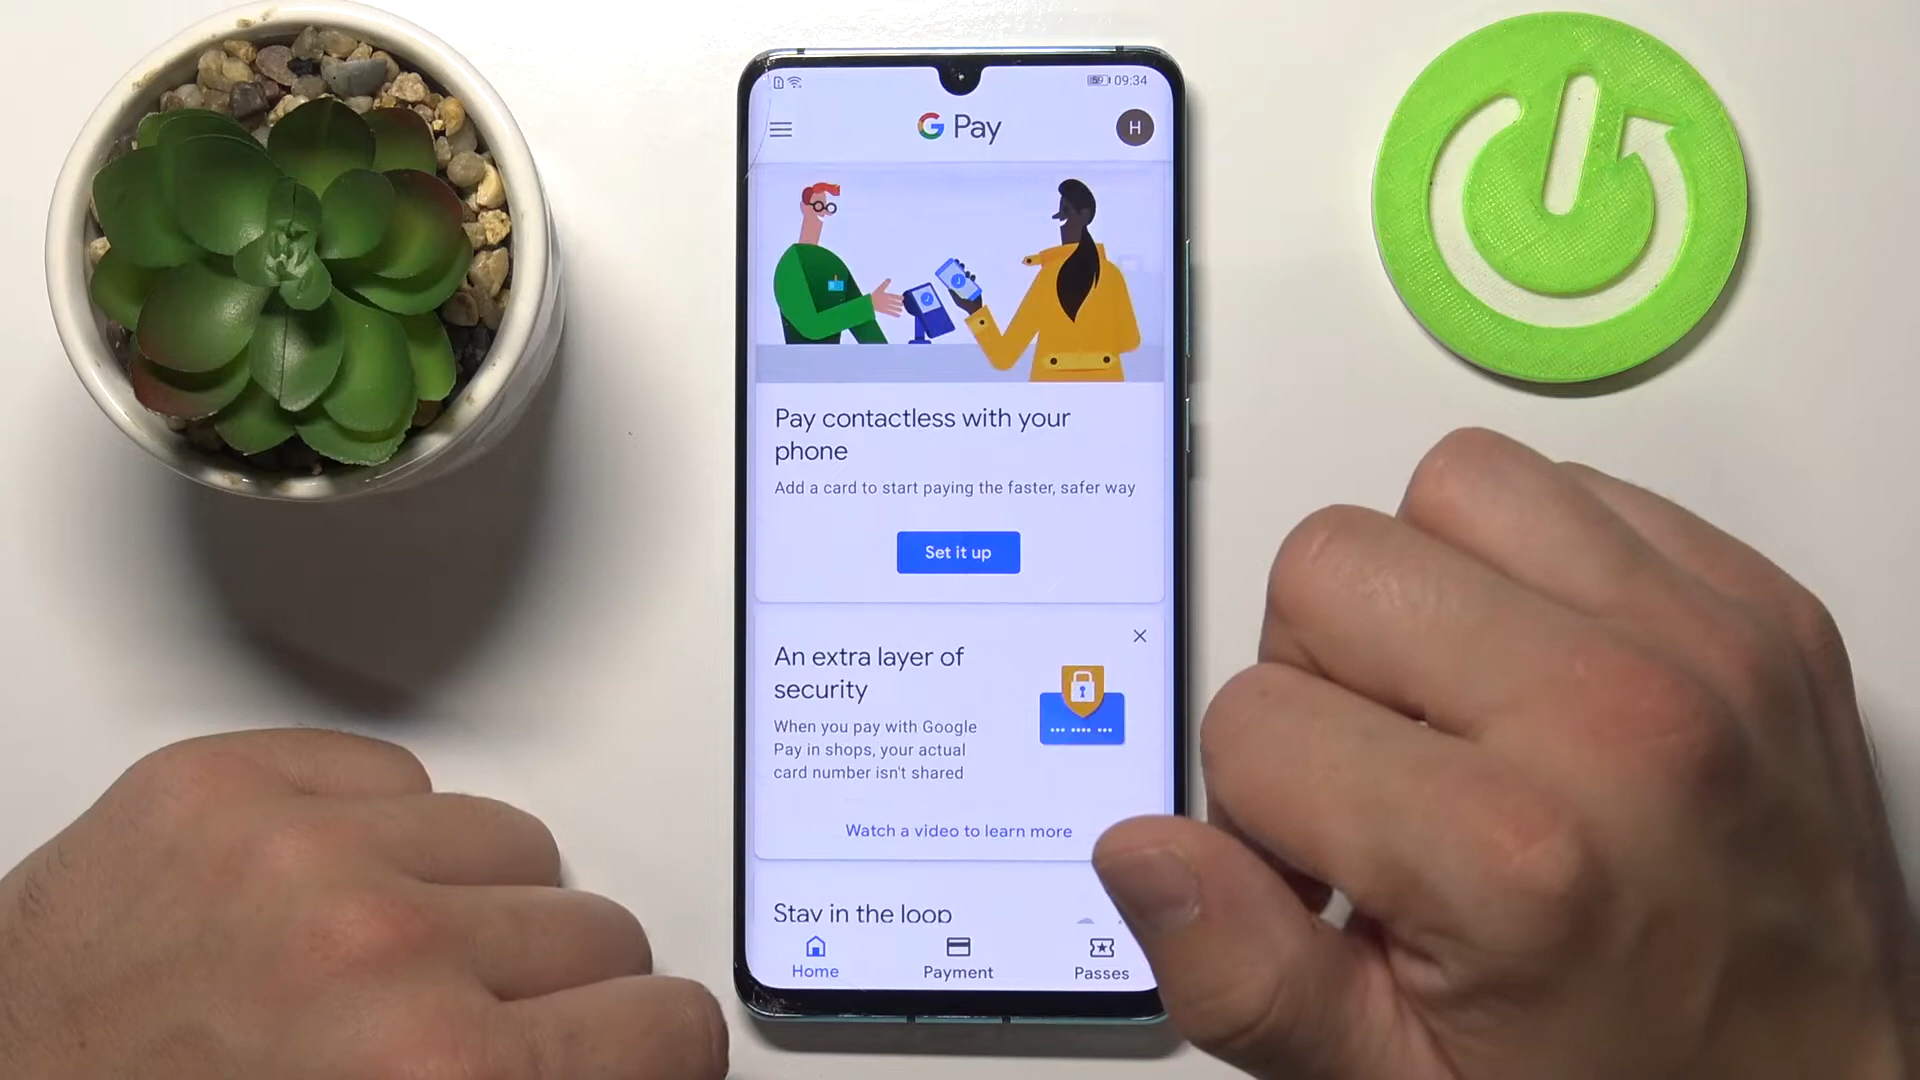 59 09:34
G Pay
H
Pay contactless with your
phone
Add a card to start paying the faster, safer way
Set it up
An extra layer of
security
When you pay with Google
Pay in shops, your actual
card number isn't shared
Watch a video to learn more
Stay in the loop
Home
Payment
Passes